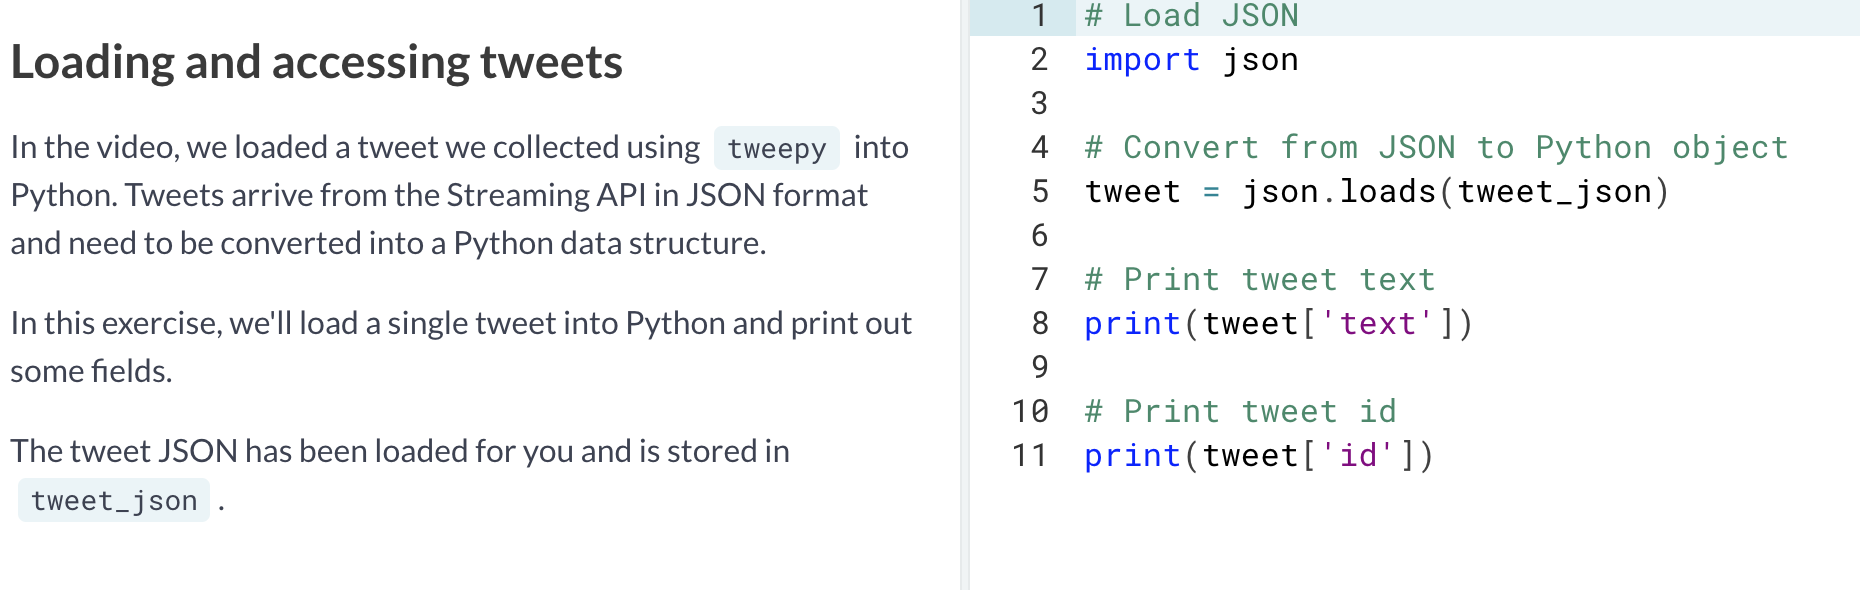 Loading and accessing tweets
In the video, we loaded a tweet we collected using tweepy into
Python. Tweets arrive from the Streaming API in JSON format
and need to be converted into a Python data structure.
In this exercise, we'll load a single tweet into Python and print out
some fields.
The tweet JSON has been loaded for you and is stored in
tweet_json .
1 # Load JSON
2 import json
3
4 # Convert from JSON to Python object
5 tweet = json.loads(tweet_json)
6
7 # Print tweet text
8 print(tweet['text'])
9
10 # Print tweet id
11 print(tweet['id'])